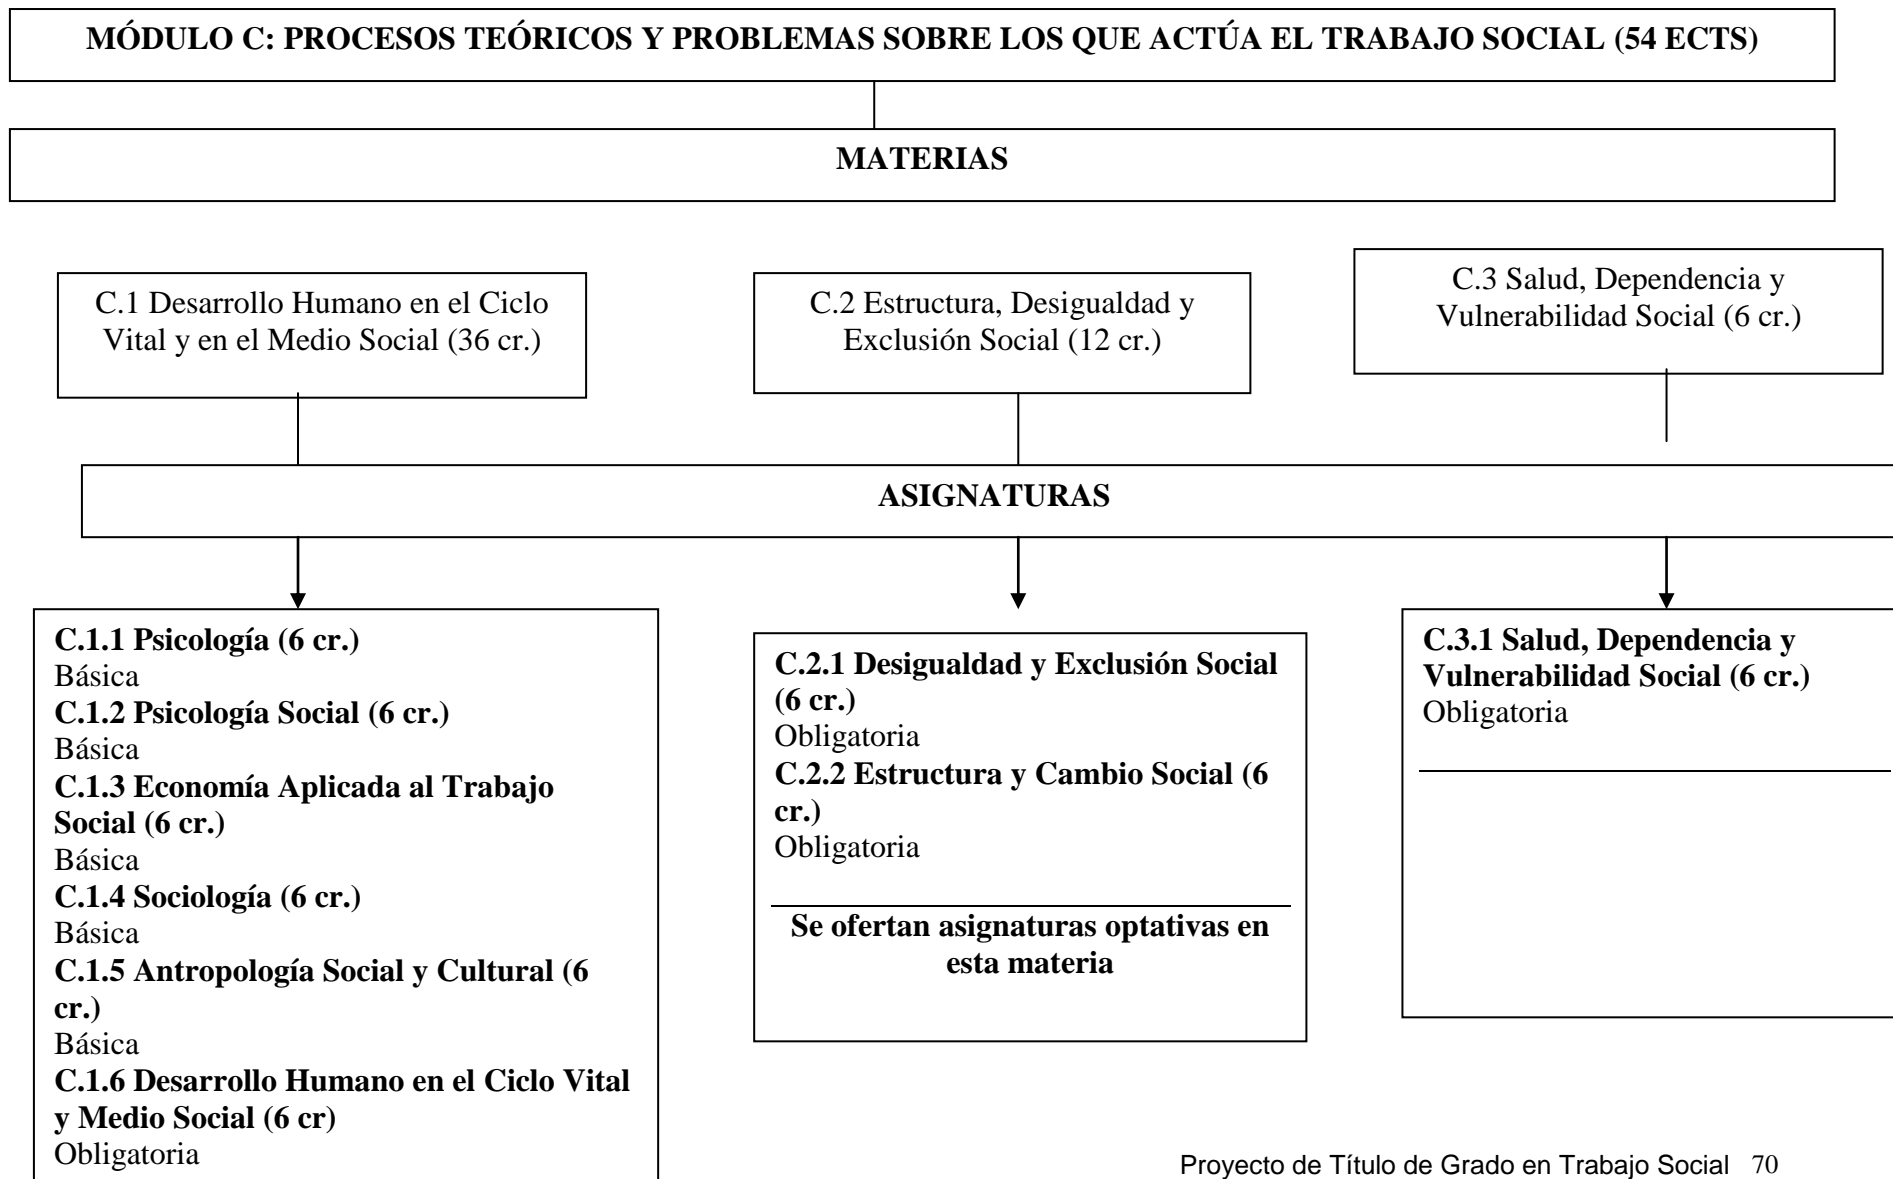 MÓDULO C: PROCESOS TEÓRICOS Y PROBLEMAS SOBRE LOS QUE ACTÚA EL TRABAJO SOCIAL (54 ECTS)
MATERIAS
C.1 Desarrollo Humano en el Ciclo
Vital y en el Medio Social (36 cr.)
C.2 Estructura, Desigualdad y
Exclusión Social (12 cr.)
C.3 Salud, Dependencia y
Vulnerabilidad Social (6 cr.)
ASIGNATURAS
C.1.1 Psicología (6 cr.)
Básica
C.1.2 Psicología Social (6 cr.)
Básica
C.1.3 Economía Aplicada al Trabajo
Social (6 cr.)
Básica
C.1.4 Sociología (6 cr.)
Básica
C.1.5 Antropología Social y Cultural (6
cr.)
Básica
C.1.6 Desarrollo Humano en el Ciclo Vital
y Medio Social (6 cr)
Obligatoria
C.2.1 Desigualdad y Exclusión Social
(6 cr.)
Obligatoria
C.2.2 Estructura y Cambio Social (6
cr.)
Obligatoria
Se ofertan asignaturas optativas en
esta materia
C.3.1 Salud, Dependencia y
Vulnerabilidad Social (6 cr.)
Obligatoria
Proyecto de Título de Grado en Trabajo Social 70